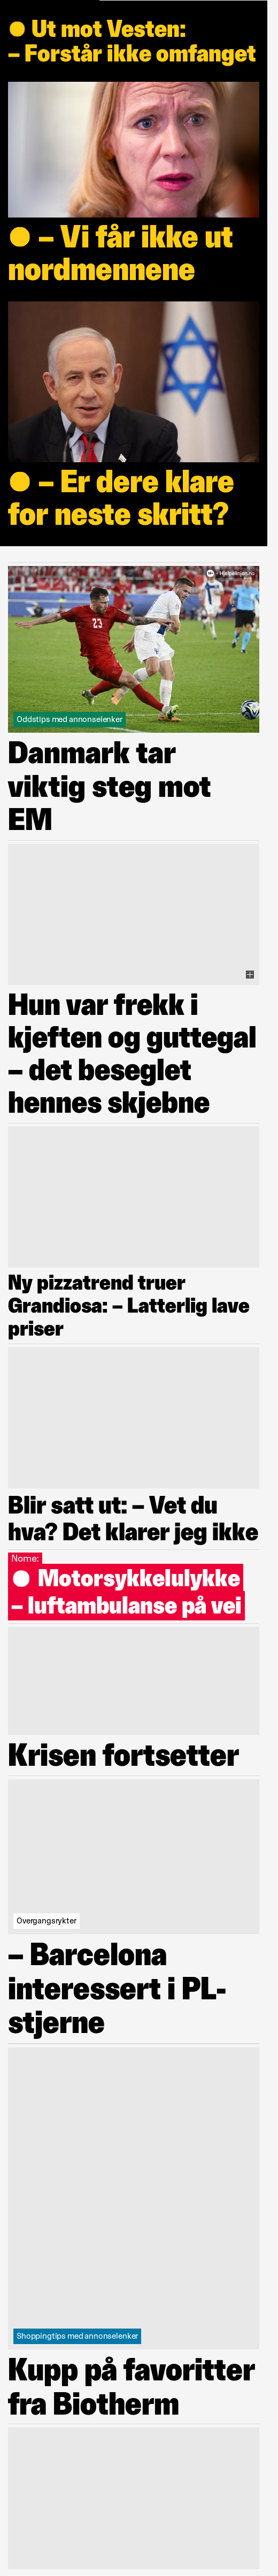 Ut mot Vesten:
– Forstår ikke omfanget
– Vi får ikke ut
nordmennene
– Er dere klare
for neste skritt?
- Hjelpelinjen.no
23
Oddstips med annonselenker
Danmark tar
viktig steg mot
EM
Hun var frekk i
kjeften og guttegal
– det beseglet
hennes skjebne
Ny pizzatrend truer
Grandiosa: – Latterlig lave
priser
Blir satt ut: – Vet du
hva? Det klarer jeg ikke
Nome:
Motorsykkelulykke
– luftambulanse på vei
Krisen fortsetter
Overgangsrykter
– Barcelona
interessert i PL-
stjerne
Shoppingtips med annonselenker
Kupp på favoritter
fra Biotherm